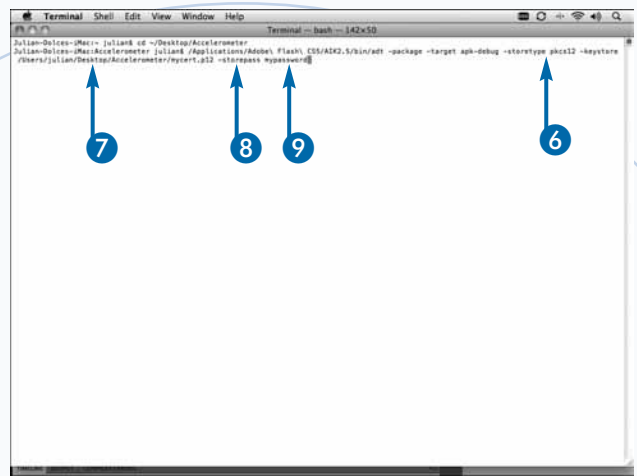 Terminal Shell Edit View Window Help
Terminal — bash — 142×50
Julian-Dolces-iMac:~ julian$ cd ~/Desktop/Accelerometer
Julian-Dolces-iMac:Accelerometer julian$ /Applications/Adobe\ Flash\ CS5/AIK2.5/bin/adt -package -target apk-debug -storetype pkcs12 -keystore
/Users/julian/Desktop/Accelerometer/mycert.p12 -storepass mypassword
7 8 9 6